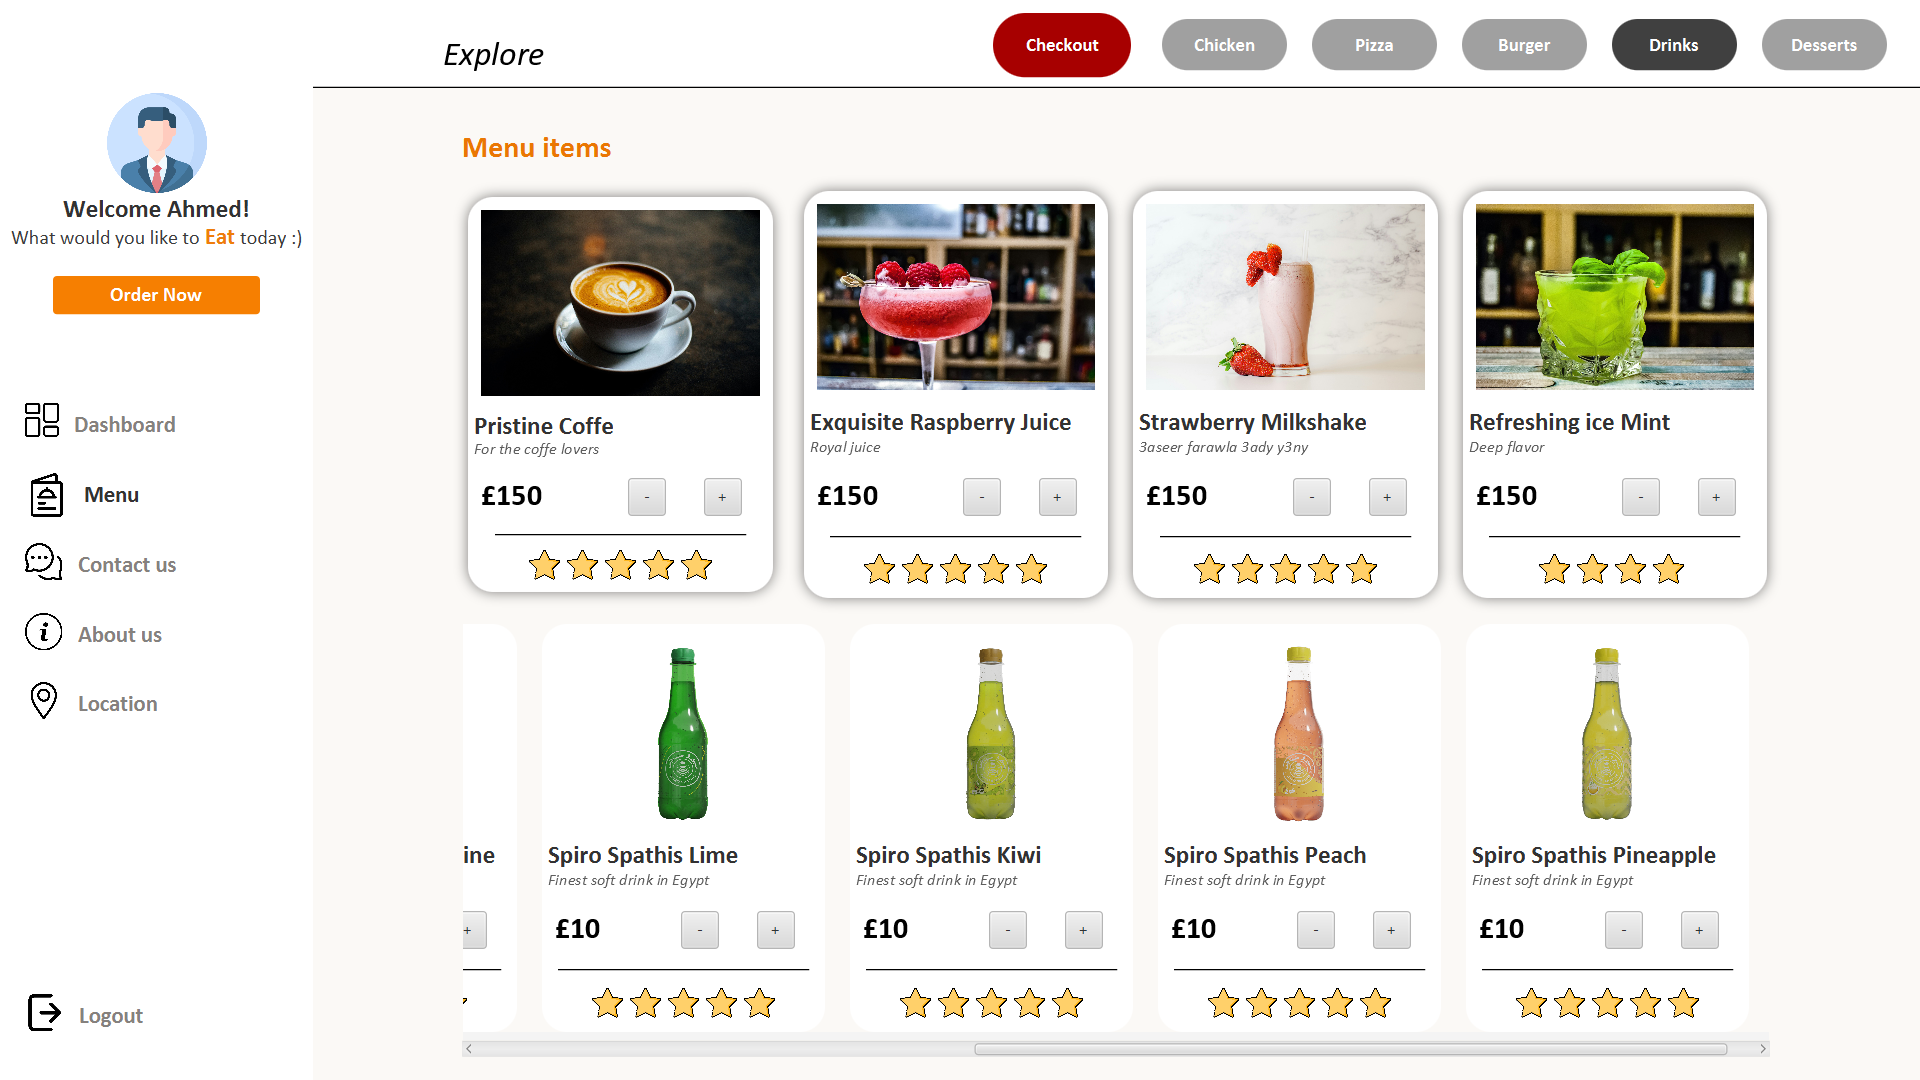 Explore
Checkout
Chicken
Pizza
Burger
Drinks
Desserts
Welcome Ahmed!
What would you like to Eat today :)
Order Now
Dashboard
Menu
Contact us
About us
Location
Logout
Menu items
Pristine Coffe
For the coffe lovers
£150
-
+
Exquisite Raspberry Juice
Royal juice
£150
-
+
Strawberry Milkshake
3aseer farawla 3ady y3ny
£150
-
+
Refreshing ice Mint
Deep flavor
£150
-
+
ine
+
Spiro Spathis Lime
Finest soft drink in Egypt
£10
-
+
Spiro Spathis Kiwi
Finest soft drink in Egypt
£10
-
+
Spiro Spathis Peach
Finest soft drink in Egypt
£10
-
+
Spiro Spathis Pineapple
Finest soft drink in Egypt
£10
-
+